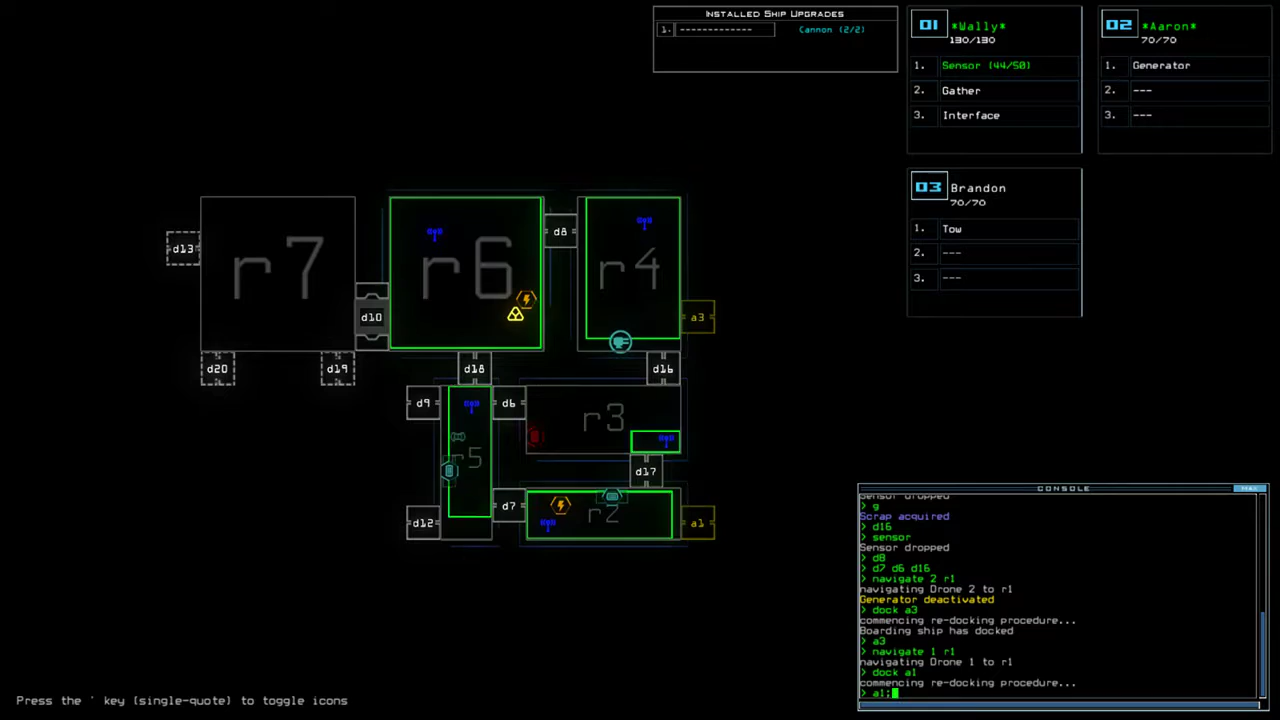 INSTALLED SHIP UPGRADES
1. ------------- Cannon (2/2)
01 *Wally*
130/130
1. Sensor (44/50)
2. Gather
3. Interface
02 *Aaron*
70/70
1. Generator
2. ---
3. ---
03 Brandon
70/70
1. Tow
2. ---
3. ---
d13
r7
d10
r6
d8
r4
a3
d20
d19
d18
d16
d9
d6
r3
r5
d17
d12
d7
r2
a1
CONSOLE
Sensor dropped
> g
Scrap acquired
> d16
> sensor
Sensor dropped
> d8
> d7 d6 d16
> navigate 2 r1
navigating Drone 2 to r1
Generator deactivated
> dock a3
commencing re-docking procedure...
Boarding ship has docked
> a3
> navigate 1 r1
navigating Drone 1 to r1
> dock a1
commencing re-docking procedure...
> a1;
Press the ' key (single-quote) to toggle icons